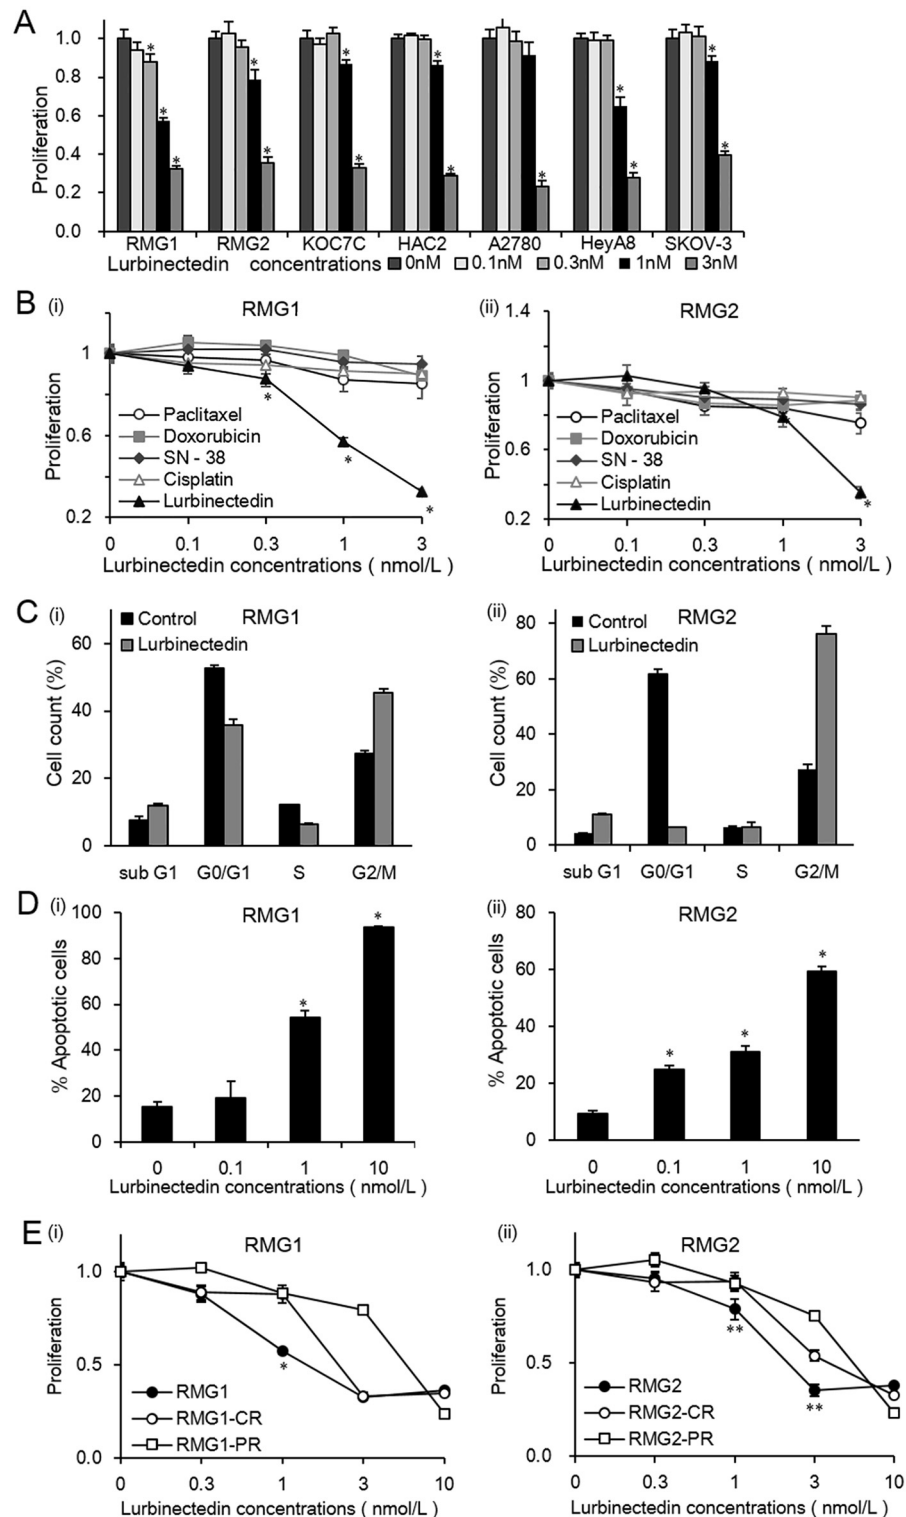 A
Proliferation
1.0
0.8
0.6
0.4
0.2
0.0
* * * * * * * * * * * * * * *
RMG1 RMG2 KOC7C HAC2 A2780 HeyA8 SKOV-3
Lurbinectedin concentrations 0nM 0.1nM 0.3nM 1nM 3nM
B (i) RMG1
Proliferation
1
0.6
0.2
Paclitaxel
Doxorubicin
SN - 38
Cisplatin
Lurbinectedin
* * *
0 0.1 0.3 1 3
Lurbinectedin concentrations ( nmol/L )
(ii) RMG2
Proliferation
1.4
1
0.6
0.2
Paclitaxel
Doxorubicin
SN - 38
Cisplatin
Lurbinectedin
*
0 0.1 0.3 1 3
Lurbinectedin concentrations ( nmol/L )
C (i) RMG1
Control
Lurbinectedin
Cell count (%)
60
40
20
0
sub G1 G0/G1 S G2/M
(ii) RMG2
Control
Lurbinectedin
Cell count (%)
80
60
40
20
0
sub G1 G0/G1 S G2/M
D (i) RMG1
% Apoptotic cells
100
80
60
40
20
0
* *
0 0.1 1 10
Lurbinectedin concentrations ( nmol/L )
(ii) RMG2
% Apoptotic cells
80
60
40
20
0
* * *
0 0.1 1 10
Lurbinectedin concentrations ( nmol/L )
E (i) RMG1
Proliferation
1.0
0.5
0.0
*
RMG1
RMG1-CR
RMG1-PR
0 0.3 1 3 10
Lurbinectedin concentrations ( nmol/L )
(ii) RMG2
Proliferation
1.0
0.5
0.0
** **
RMG2
RMG2-CR
RMG2-PR
0 0.3 1 3 10
Lurbinectedin concentrations ( nmol/L )